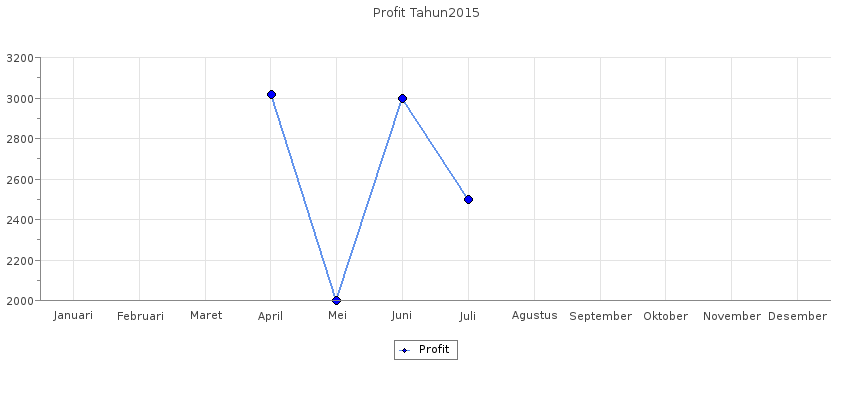 Profit Tahun2015
3200
3000
2800
2600
2400
2200
2000
Januari Februari Maret April Mei Juni Juli Agustus September Oktober November Desember
Profit